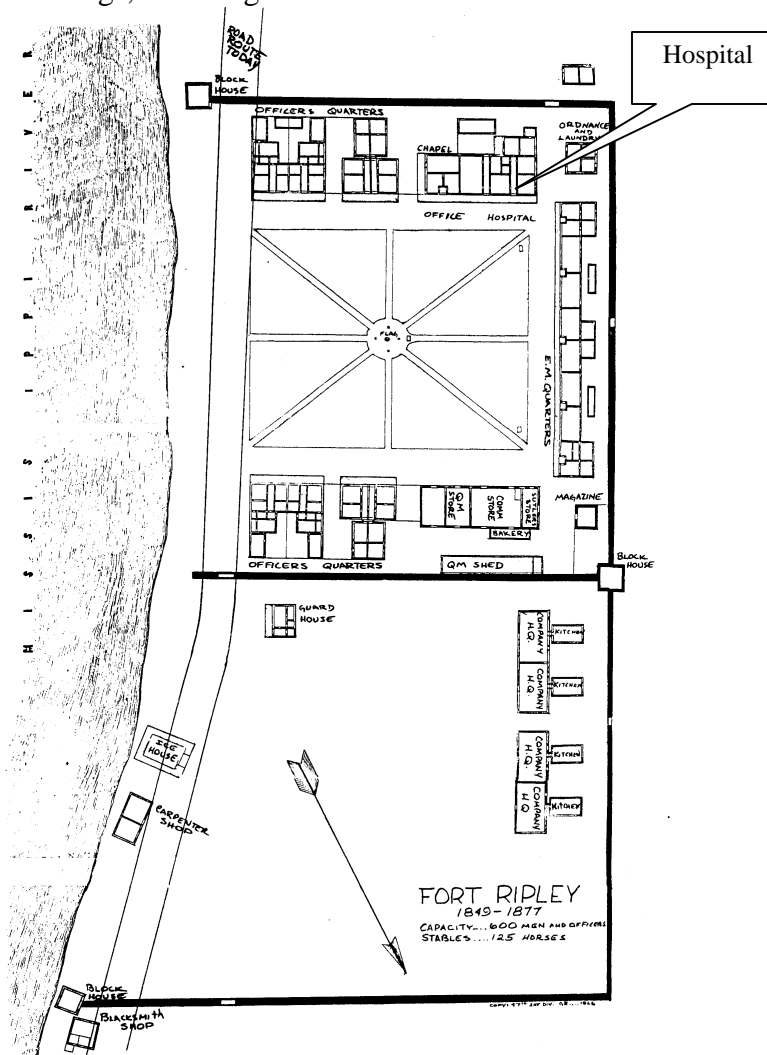 ROAD
ROUTE
TODAY
Hospital
BLOCK
HOUSE
OFFICERS QUARTERS
CHAPEL
ORDNANCE
AND
LAUNDRY
OFFICE HOSPITAL
MISSISSIPPI RIVER
FLAG
E.M. QUARTERS
QM
STORE
COMM
STORE
SUTLERS
STORE
BAKERY
MAGAZINE
OFFICERS QUARTERS
QM SHED
BLOCK
HOUSE
GUARD
HOUSE
COMPANY
H.Q.
KITCHEN
COMPANY
H.Q.
KITCHEN
ICE
HOUSE
COMPANY
H.Q.
KITCHEN
COMPANY
H.Q
KITCHEN
CARPENTER
SHOP
FORT RIPLEY
1849-1877
CAPACITY...600 MEN AND OFFICERS
STABLES....125 HORSES
BLOCK
HOUSE
BLACKSMITH
SHOP